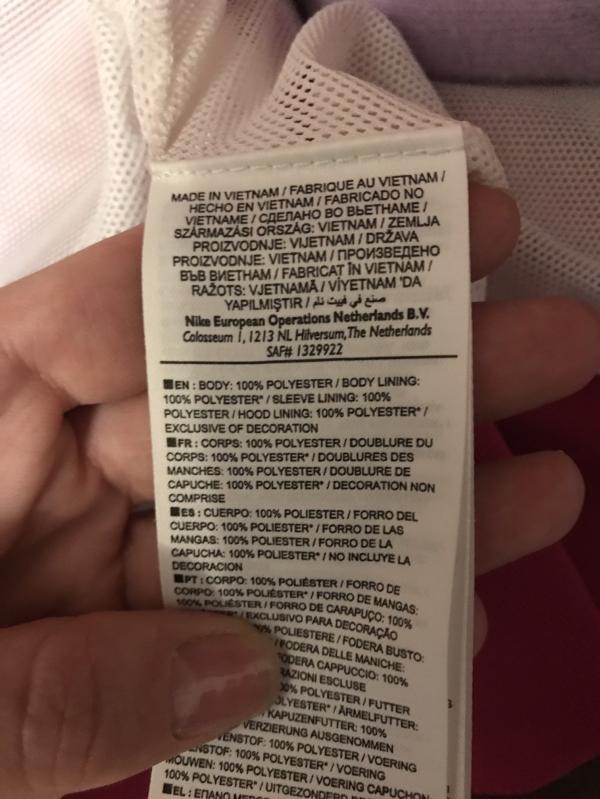 MADE IN VIETNAM / FABRIQUE AU VIETNAM /
HECHO EN VIETNAM / FABRICADO NO
VIETNAME / СДЕЛАНО ВО ВЬЕТНАМЕ /
SZÁRMAZÁSI ORSZÁG: VIETNAM / ZEMLJA
PROIZVODNJE: VIJETNAM / DRŽAVA
PROIZVODNJE: VIETNAM / ПРОИЗВЕДЕНО
ВЪВ ВИЕТНАМ / FABRICAT ÎN VIETNAM /
RAŽOTS: VJETNAMĀ / VİYETNAM 'DA
YAPILMIŞTIR / صنع في فييت نام
Nike European Operations Netherlands B.V.
Colosseum 1, 1213 NL Hilversum, The Netherlands
SAF# 1329922
EN : BODY: 100% POLYESTER / BODY LINING:
100% POLYESTER* / SLEEVE LINING: 100%
POLYESTER / HOOD LINING: 100% POLYESTER* /
EXCLUSIVE OF DECORATION
FR : CORPS: 100% POLYESTER / DOUBLURE DU
CORPS: 100% POLYESTER* / DOUBLURES DES
MANCHES: 100% POLYESTER / DOUBLURE DE
CAPUCHE: 100% POLYESTER* / DECORATION NON
COMPRISE
ES : CUERPO: 100% POLIESTER / FORRO DEL
CUERPO: 100% POLIESTER* / FORRO DE LAS
MANGAS: 100% POLIESTER / FORRO DE LA
CAPUCHA: 100% POLIESTER* / NO INCLUYE LA
DECORACION
PT : CORPO: 100% POLIÉSTER / FORRO DE
CORPO: 100% POLIÉSTER* / FORRO DE MANGAS:
100% POLIÉSTER / FORRO DE CARAPUÇO: 100%
/ EXCLUSIVO PARA DECORAÇÃO
POLIESTERE / FODERA BUSTO:
FODERA DELLE MANICHE:
CAPPUCCIO: 100%
ESCLUSE
POLYESTER / FUTTER
ÄRMELFUTTER:
KAPUZENFUTTER: 100%
VERZIERUNG AUSGENOMMEN
100% POLYESTER / VOERING
100% POLYESTER* / VOERING
MOUWEN: 100% POLYESTER / VOERING CAPUCHON
100% POLYESTER* / UITGEZONDERD
EL :